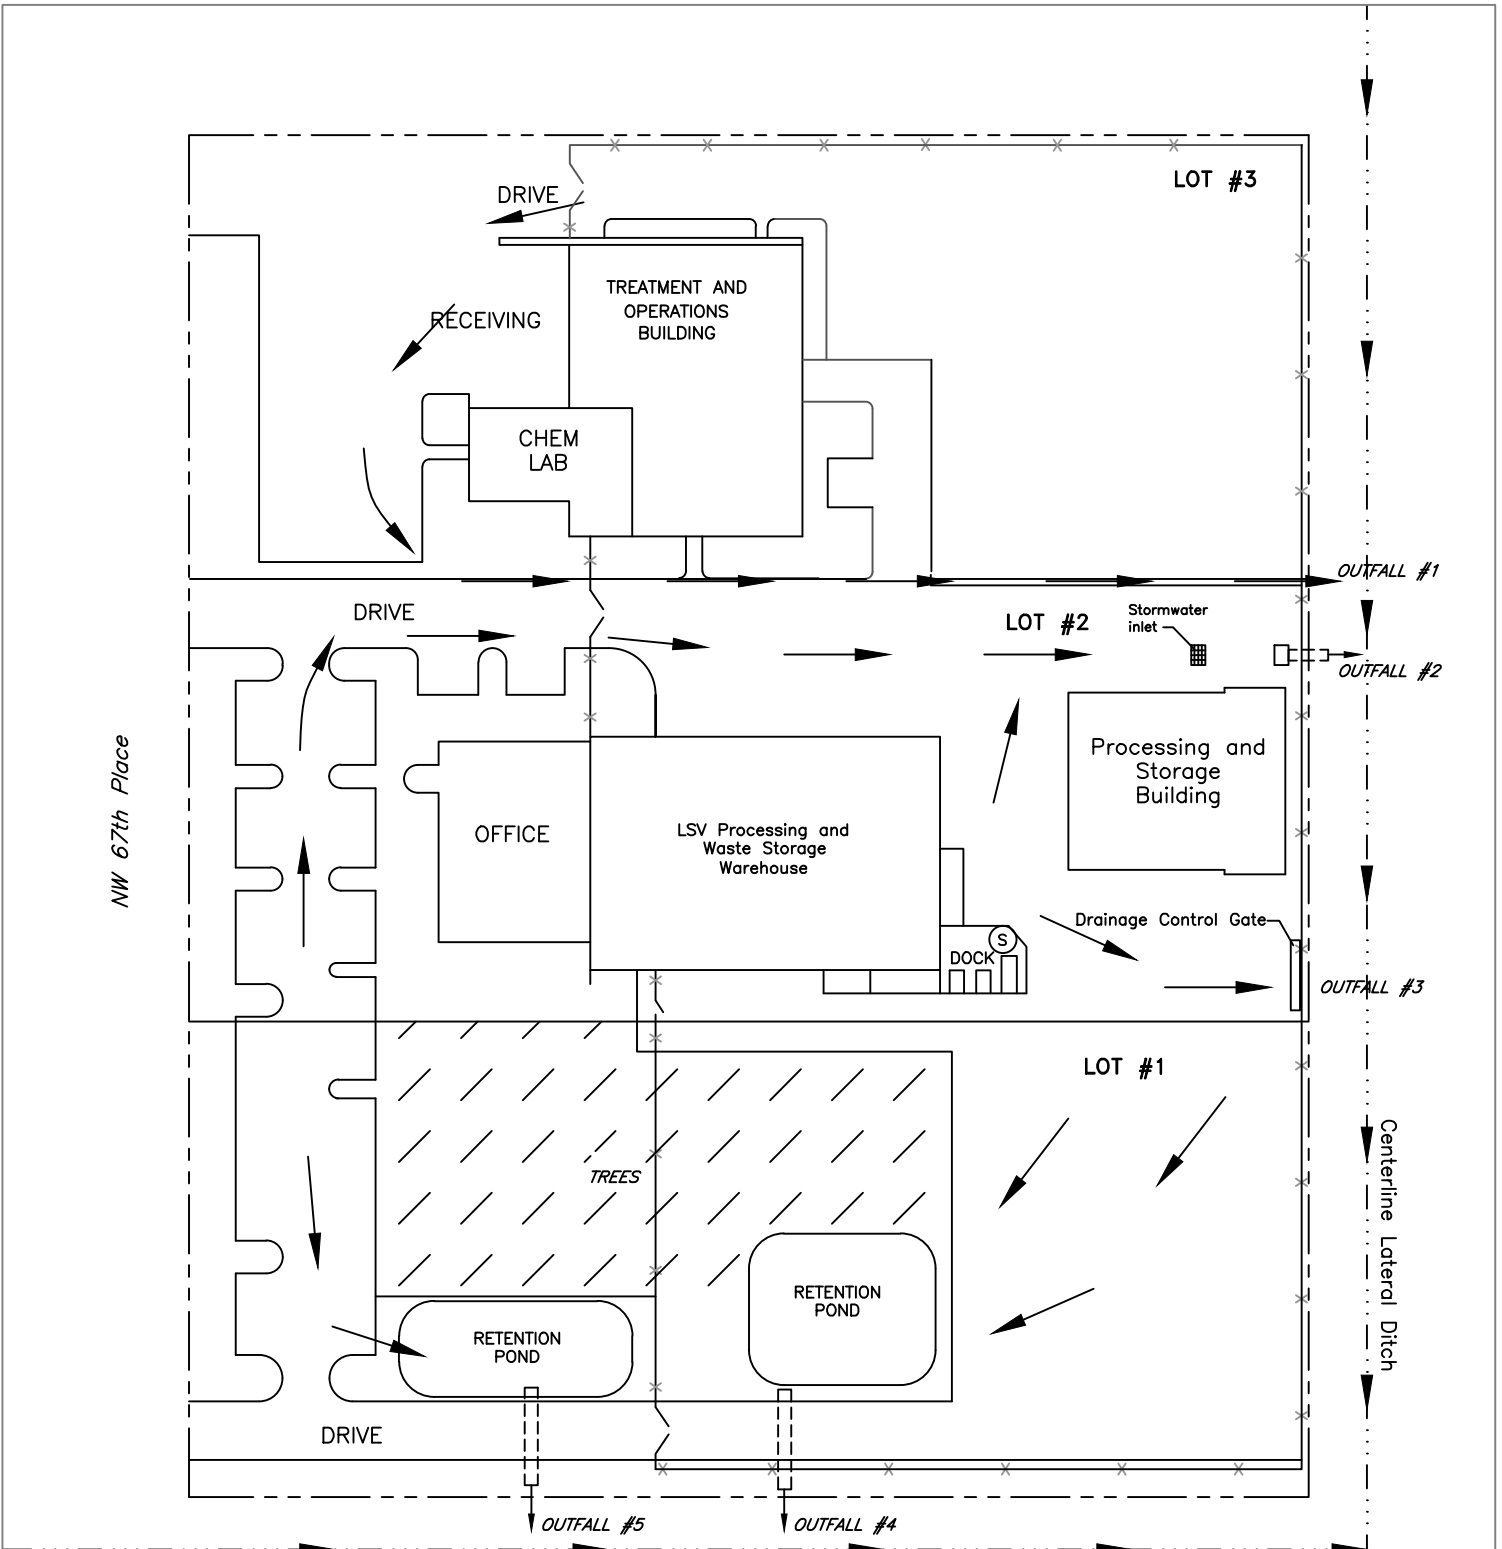 LOT #3
DRIVE
TREATMENT AND
OPERATIONS
BUILDING
RECEIVING
CHEM
LAB
OUTFALL #1
DRIVE
LOT #2
Stormwater
inlet
OUTFALL #2
NW 67th Place
Processing and
Storage
Building
OFFICE
LSV Processing and
Waste Storage
Warehouse
Drainage Control Gate
S
DOCK
OUTFALL #3
LOT #1
TREES
Centerline Lateral Ditch
RETENTION
POND
RETENTION
POND
DRIVE
OUTFALL #5
OUTFALL #4